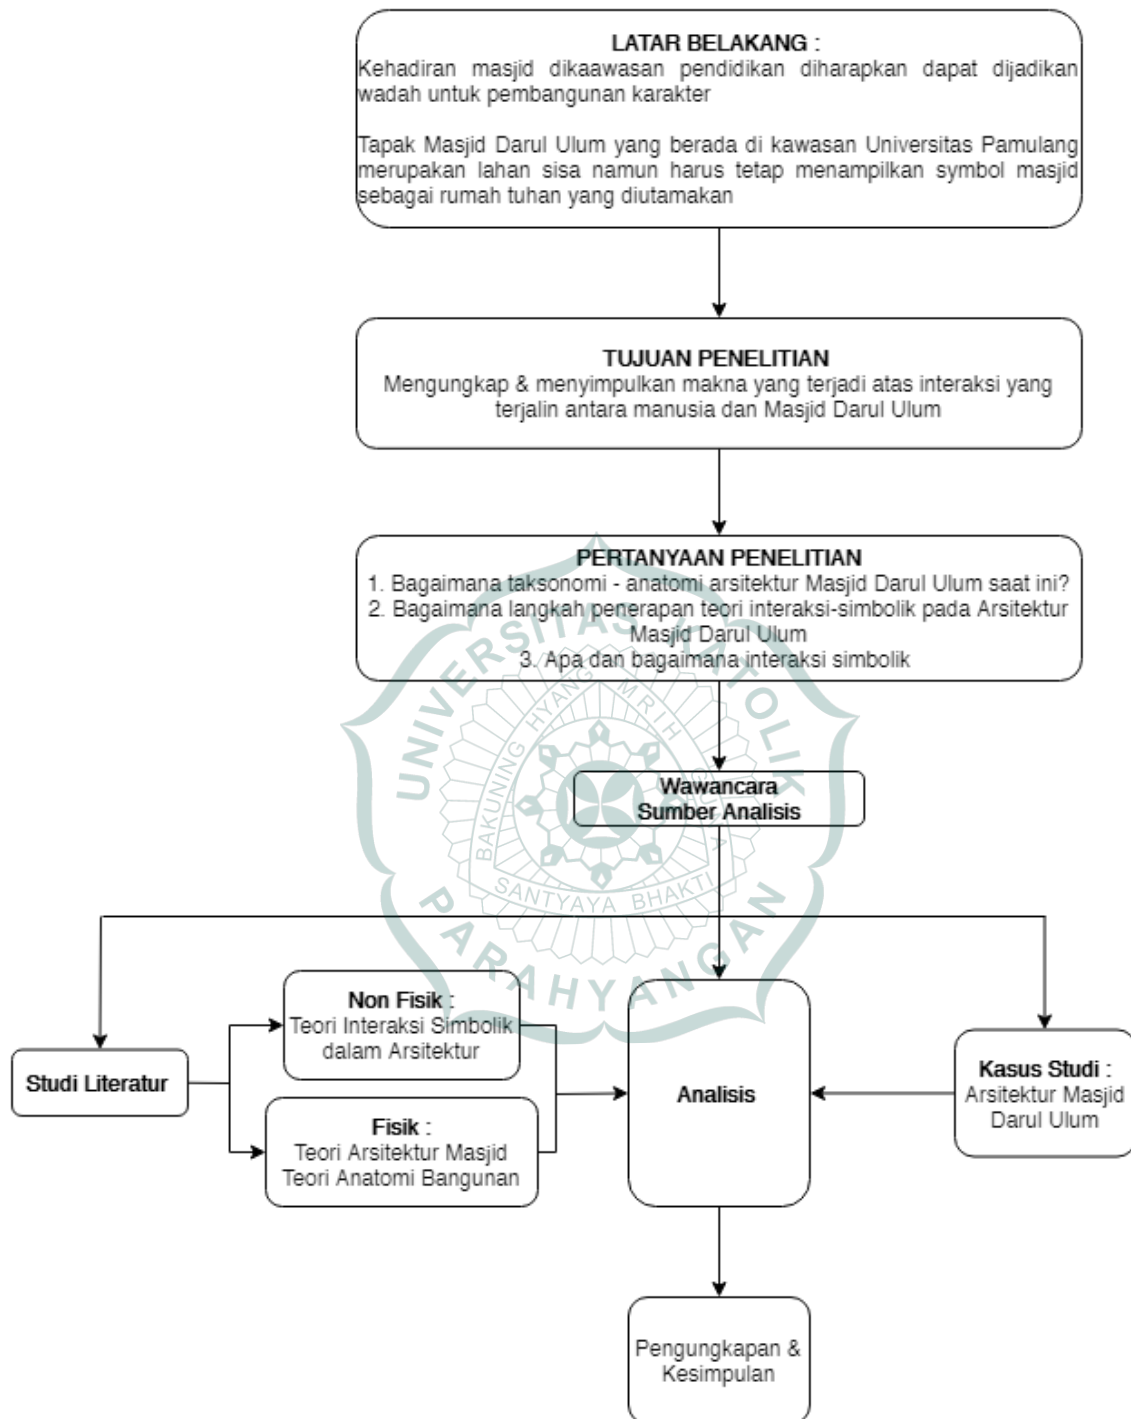 LATAR BELAKANG :
Kehadiran masjid dikaawasan pendidikan diharapkan dapat dijadikan
wadah untuk pembangunan karakter
Tapak Masjid Darul Ulum yang berada di kawasan Universitas Pamulang
merupakan lahan sisa namun harus tetap menampilkan symbol masjid
sebagai rumah tuhan yang diutamakan
TUJUAN PENELITIAN
Mengungkap & menyimpulkan makna yang terjadi atas interaksi yang
terjalin antara manusia dan Masjid Darul Ulum
PERTANYAAN PENELITIAN
1. Bagaimana taksonomi - anatomi arsitektur Masjid Darul Ulum saat ini?
2. Bagaimana langkah penerapan teori interaksi-simbolik pada Arsitektur
Masjid Darul Ulum
3. Apa dan bagaimana interaksi simbolik
UNIVERSITAS KATOLIK
PARAHYANGAN
BAKUNING HYANG MRIH GUNA
SANTYAYA BHAKTI
Wawancara
Sumber Analisis
Studi Literatur
Non Fisik :
Teori Interaksi Simbolik
dalam Arsitektur
Fisik :
Teori Arsitektur Masjid
Teori Anatomi Bangunan
Analisis
Kasus Studi :
Arsitektur Masjid
Darul Ulum
Pengungkapan &
Kesimpulan